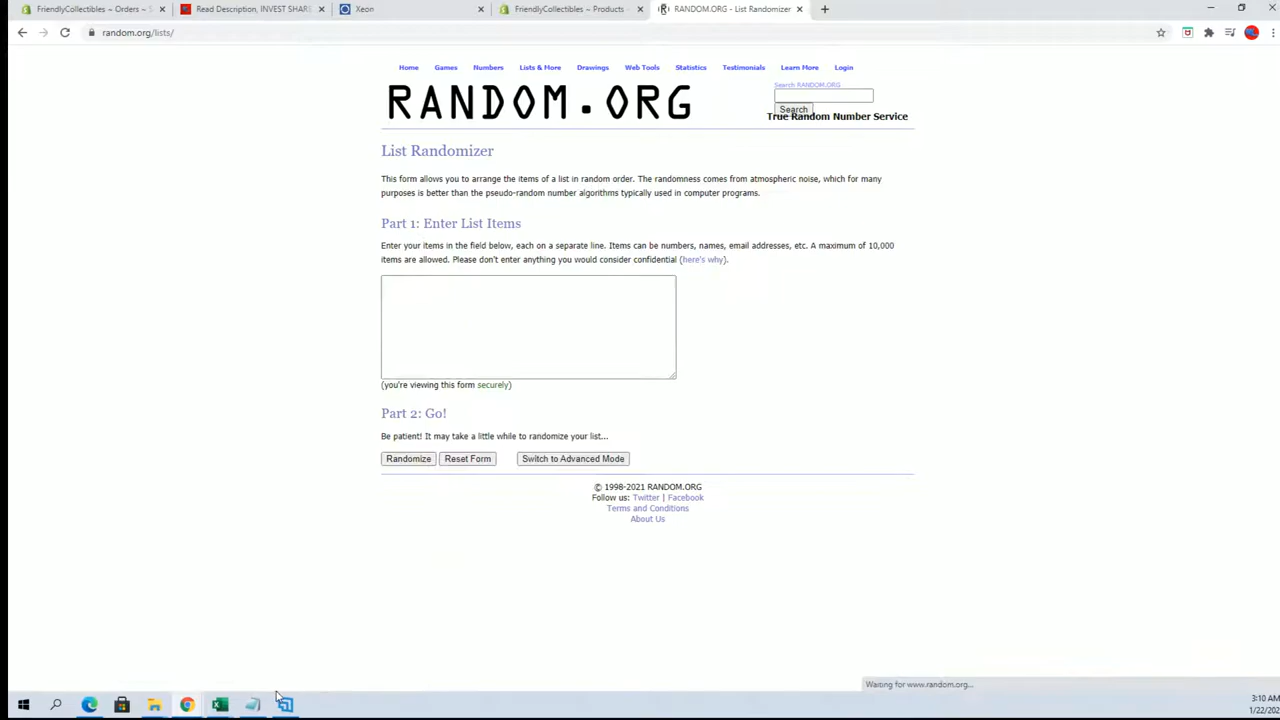 FriendlyCollectibles ~ Orders ~ S
Read Description, INVEST SHARE
Xeon
FriendlyCollectibles ~ Products ~
RANDOM.ORG - List Randomizer
random.org/lists/
Home Games Numbers Lists & More Drawings Web Tools Statistics Testimonials Learn More Login
Search RANDOM.ORG
RANDOM.ORG
Search
True Random Number Service
List Randomizer
This form allows you to arrange the items of a list in random order. The randomness comes from atmospheric noise, which for many
purposes is better than the pseudo-random number algorithms typically used in computer programs.
Part 1: Enter List Items
Enter your items in the field below, each on a separate line. Items can be numbers, names, email addresses, etc. A maximum of 10,000
items are allowed. Please don't enter anything you would consider confidential (here's why).
(you're viewing this form securely)
Part 2: Go!
Be patient! It may take a little while to randomize your list...
Randomize Reset Form Switch to Advanced Mode
© 1998-2021 RANDOM.ORG
Follow us: Twitter | Facebook
Terms and Conditions
About Us
Waiting for www.random.org...
3:10 AM
1/22/202